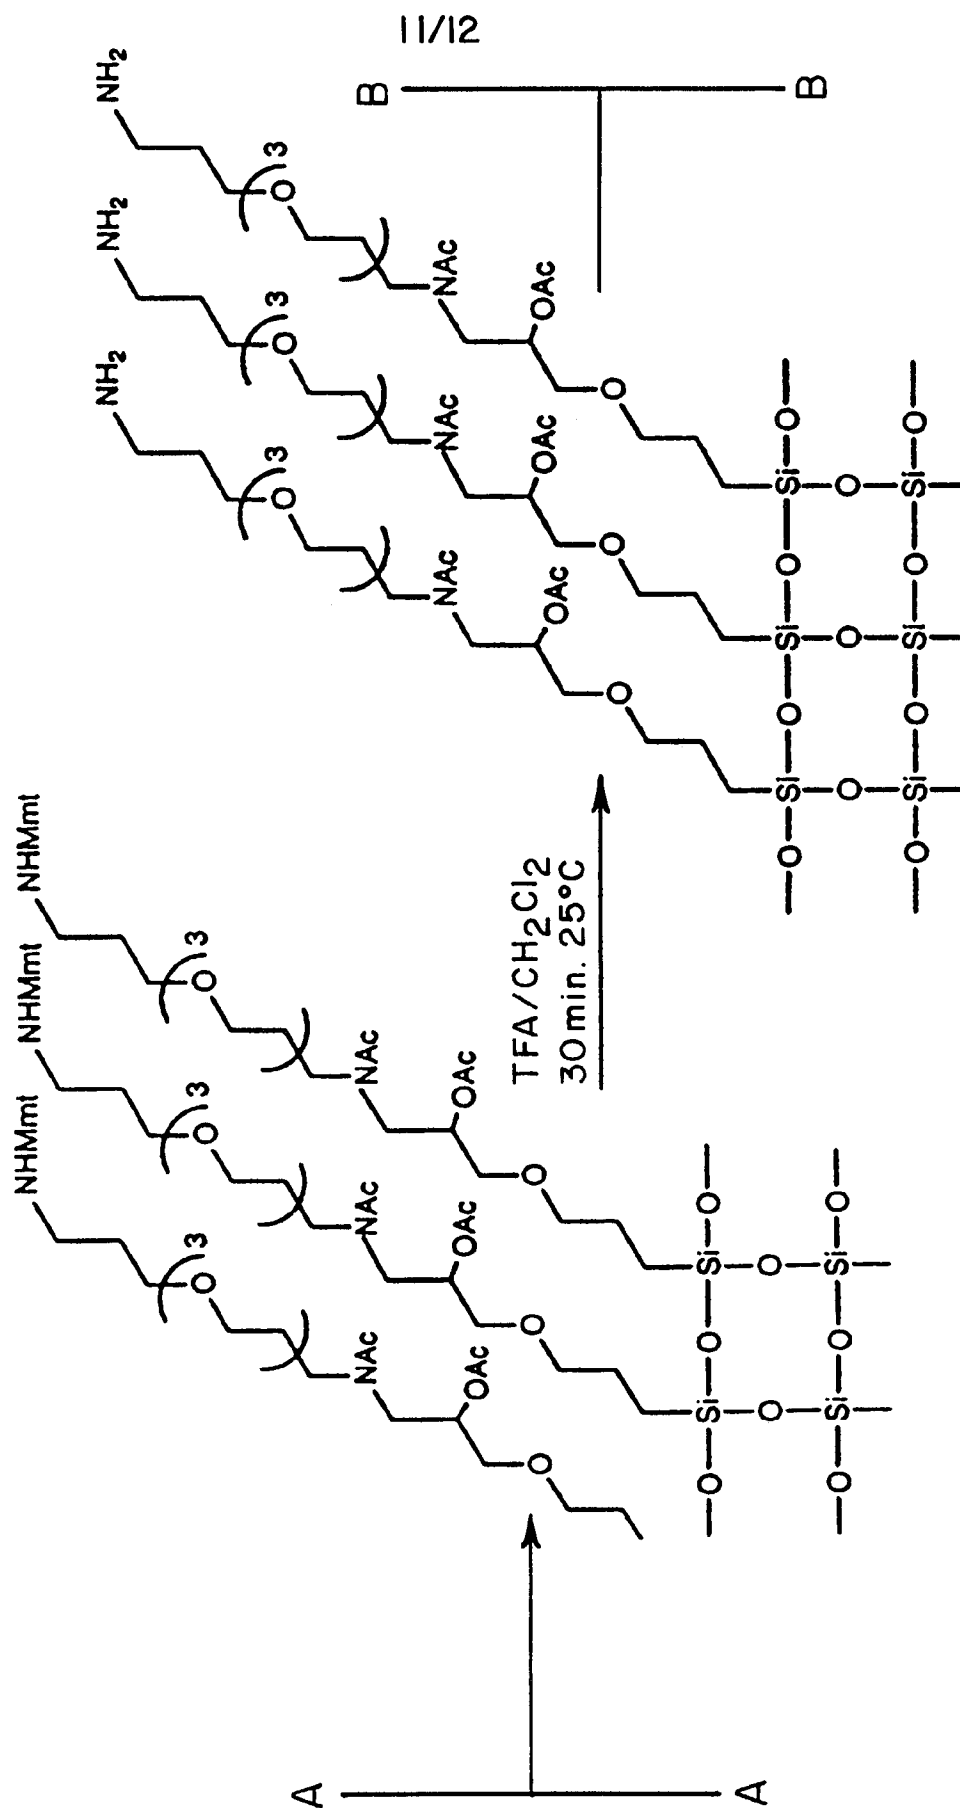 11/12
A
A
NHMmt NHMmt NHMmt
O O O
3 3 3
NAc NAc NAc
OAc OAc OAc
O O O
—O—Si—O—Si—O—
O O
—O—Si—O—Si—O—
TFA/CH₂Cl₂
30 min. 25°C
NH₂ NH₂ NH₂
O O O
3 3 3
NAc NAc NAc
OAc OAc OAc
O O O
—O—Si—O—Si—O—Si—O—
O O O
—O—Si—O—Si—O—Si—O—
B
B